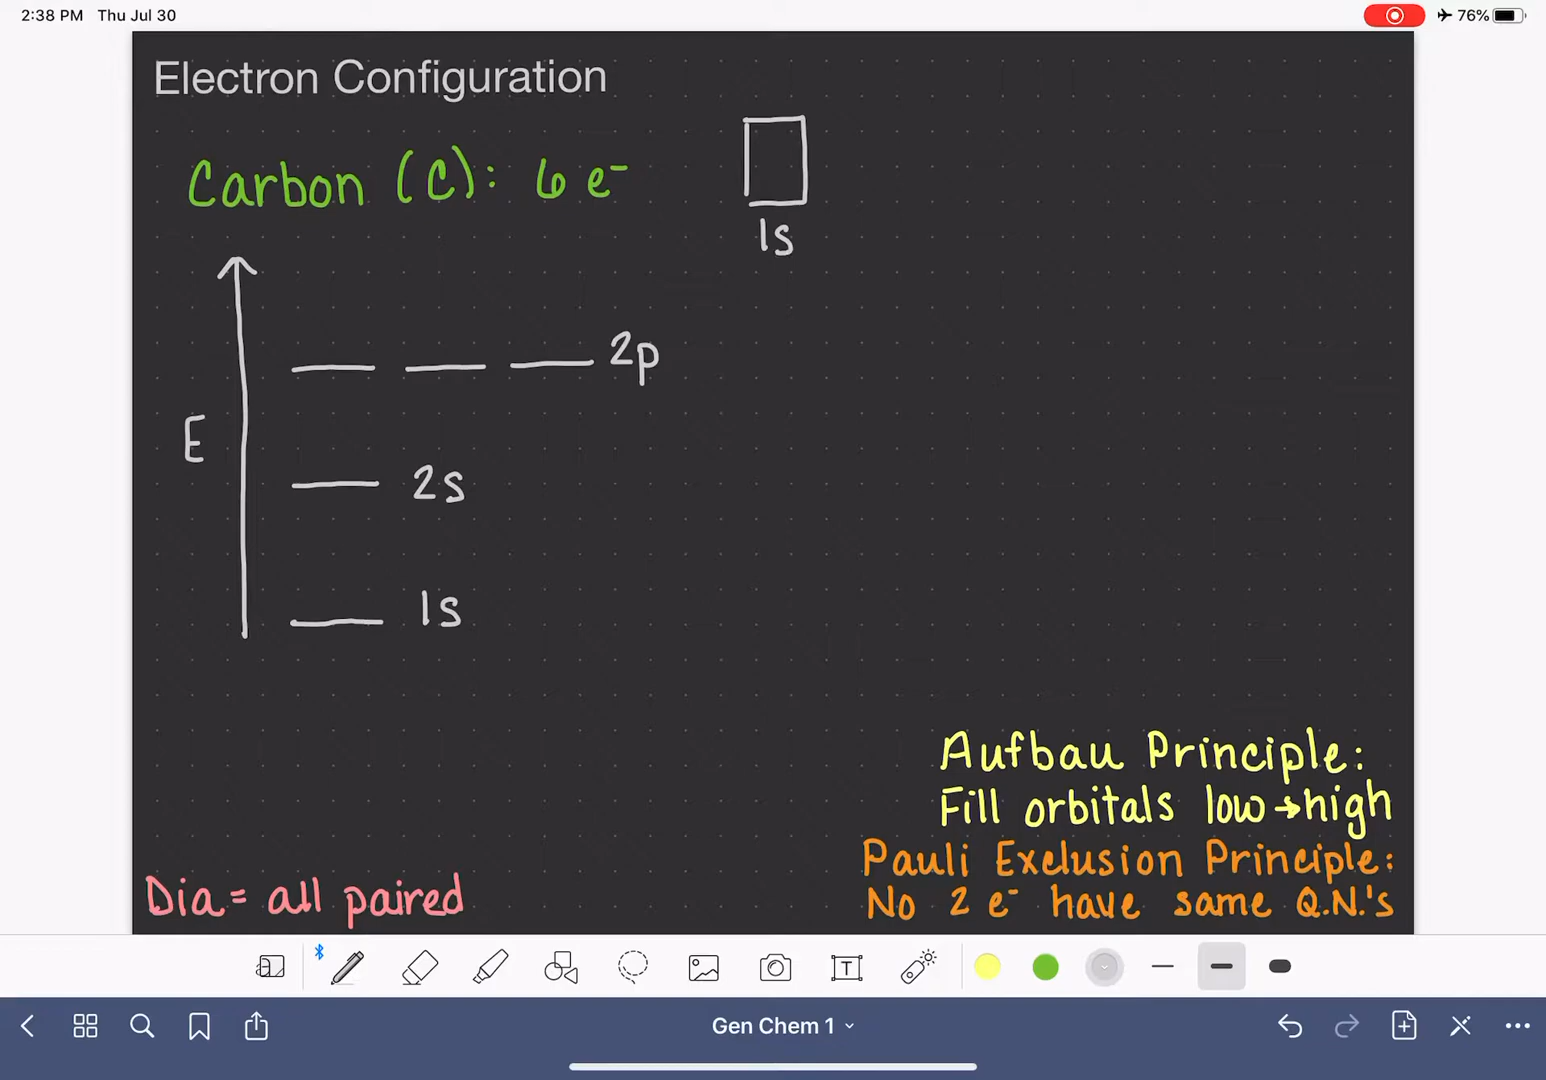 2:38 PM Thu Jul 30
76%
Electron Configuration
Carbon (C): 6 e⁻
1s
2p
E
2s
1s
Aufbau Principle:
Fill orbitals low→high
Pauli Exclusion Principle:
No 2 e⁻ have same Q.N.'s
Dia = all paired
T
Gen Chem 1